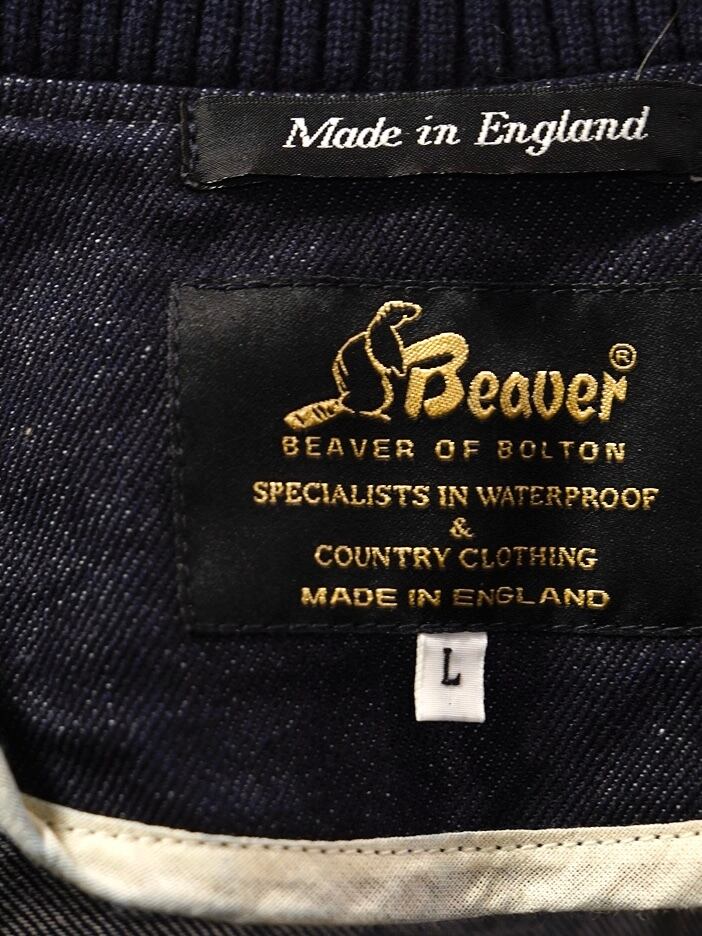 Made in England
Beaver®
BEAVER OF BOLTON
SPECIALISTS IN WATERPROOF
&
COUNTRY CLOTHING
MADE IN ENGLAND
L